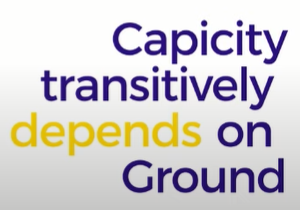 Capicity
transitively
depends on
Ground